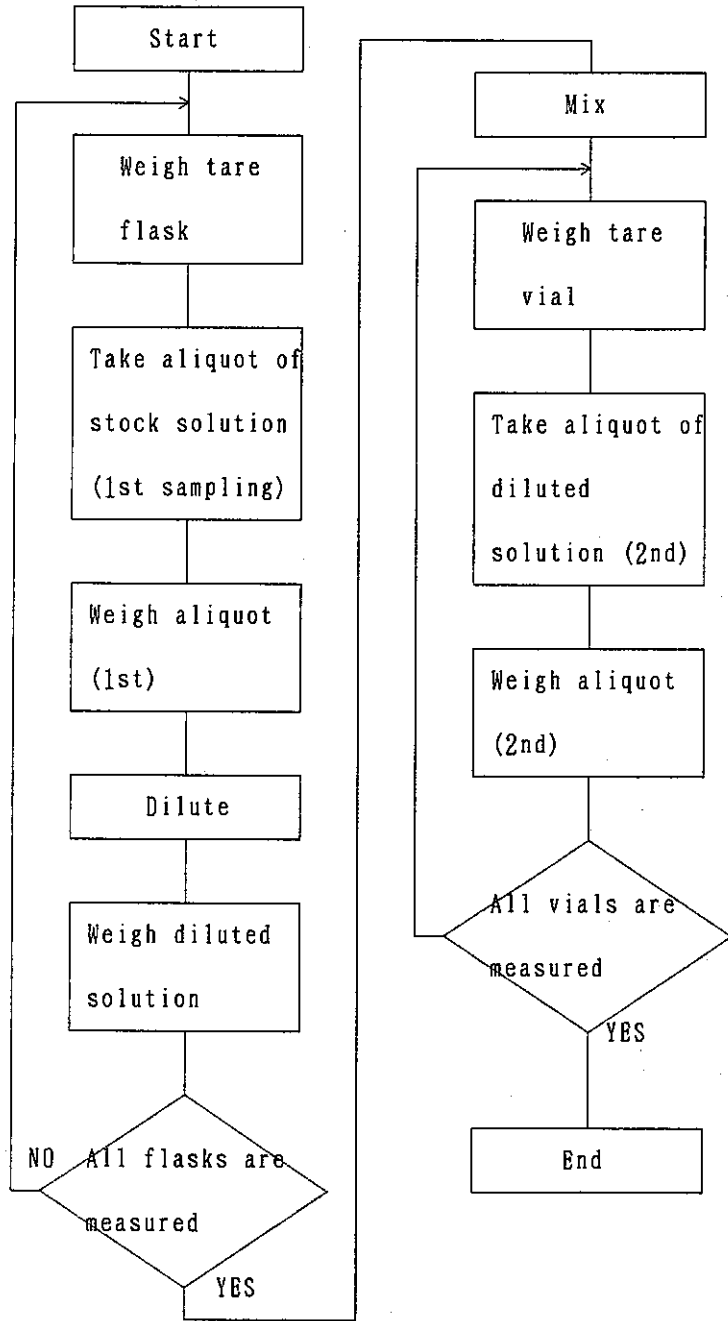 Start
Weigh tare
flask
Take aliquot of
stock solution
(1st sampling)
Weigh aliquot
(1st)
Dilute
Weigh diluted
solution
NO All flasks are
measured
YES
Mix
Weigh tare
vial
Take aliquot of
diluted
solution (2nd)
Weigh aliquot
(2nd)
All vials are
measured
YES
End